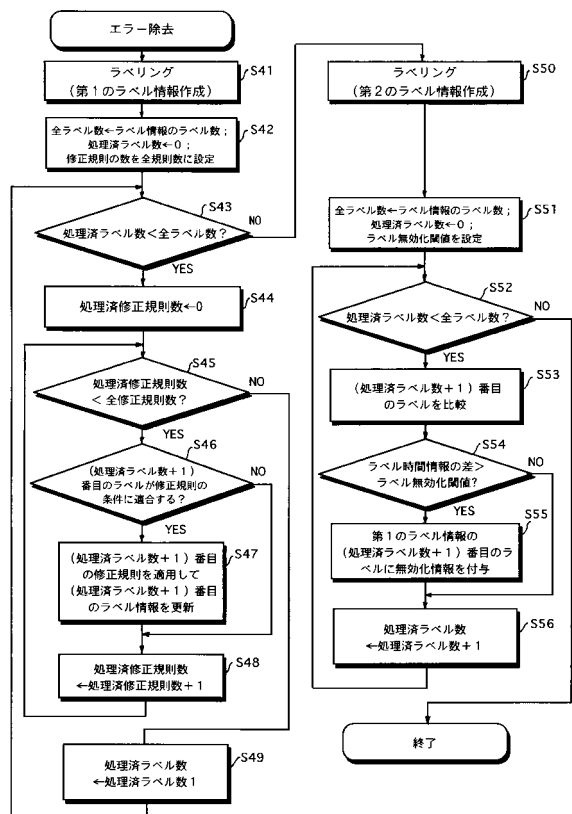 エラー除去
ラベリング
(第1のラベル情報作成)
S41
全ラベル数←ラベル情報のラベル数;
処理済ラベル数←0;
修正規則の数を全規則数に設定
S42
S43
処理済ラベル数<全ラベル数?
NO
YES
処理済修正規則数←0
S44
S45
処理済修正規則数
<全修正規則数?
NO
YES
S46
(処理済ラベル数+1)
番目のラベルが修正規則の
条件に適合する?
NO
YES
S47
(処理済ラベル数+1)番目
の修正規則を適用して
(処理済ラベル数+1)番目
のラベル情報を更新
S48
処理済修正規則数
←処理済修正規則数+1
S49
処理済ラベル数
←処理済ラベル数1
S50
ラベリング
(第2のラベル情報作成)
S51
全ラベル数←ラベル情報のラベル数;
処理済ラベル数←0;
ラベル無効化閾値を設定
S52
処理済ラベル数<全ラベル数?
NO
YES
S53
(処理済ラベル数+1)番目
のラベルを比較
S54
ラベル時間情報の差>
ラベル無効化閾値?
NO
YES
S55
第1のラベル情報の
(処理済ラベル数+1)番目のラ
ベルに無効化情報を付与
S56
処理済ラベル数
←処理済ラベル数+1
終了